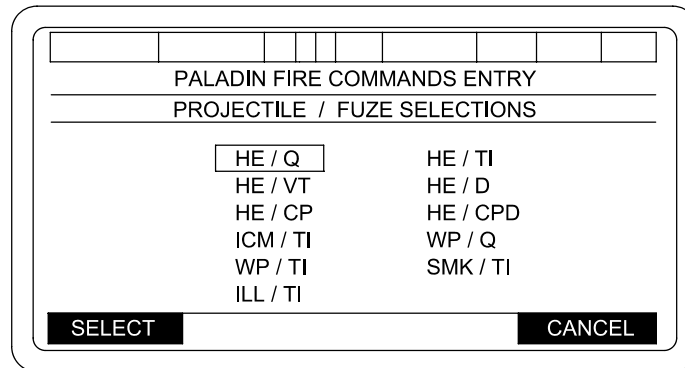 PALADIN FIRE COMMANDS ENTRY
PROJECTILE / FUZE SELECTIONS
HE / Q HE / TI
HE / VT HE / D
HE / CP HE / CPD
ICM / TI WP / Q
WP / TI SMK / TI
ILL / TI
SELECT CANCEL